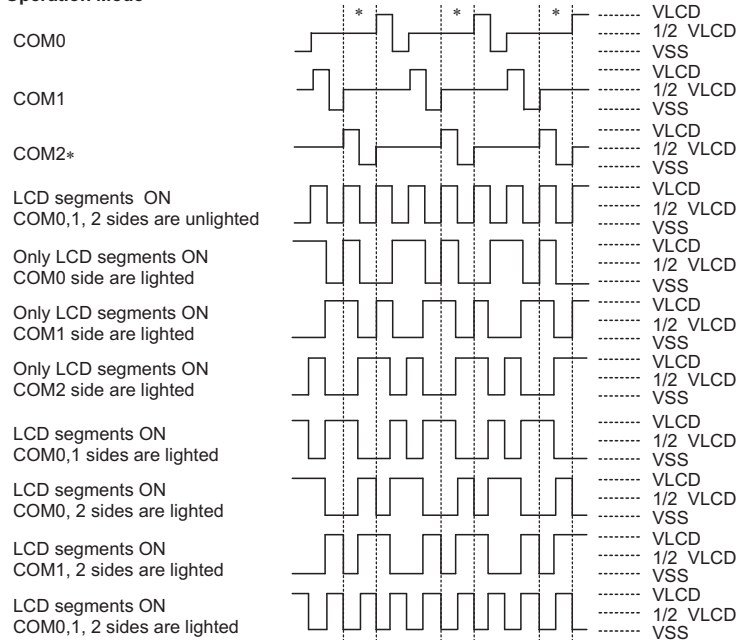 Operation Mode
* * *
COM0
VLCD
1/2 VLCD
VSS
COM1
VLCD
1/2 VLCD
VSS
COM2*
VLCD
1/2 VLCD
VSS
LCD segments ON
COM0,1, 2 sides are unlighted
VLCD
1/2 VLCD
VSS
Only LCD segments ON
COM0 side are lighted
VLCD
1/2 VLCD
VSS
Only LCD segments ON
COM1 side are lighted
VLCD
1/2 VLCD
VSS
Only LCD segments ON
COM2 side are lighted
VLCD
1/2 VLCD
VSS
LCD segments ON
COM0,1 sides are lighted
VLCD
1/2 VLCD
VSS
LCD segments ON
COM0, 2 sides are lighted
VLCD
1/2 VLCD
VSS
LCD segments ON
COM1, 2 sides are lighted
VLCD
1/2 VLCD
VSS
LCD segments ON
COM0,1, 2 sides are lighted
VLCD
1/2 VLCD
VSS